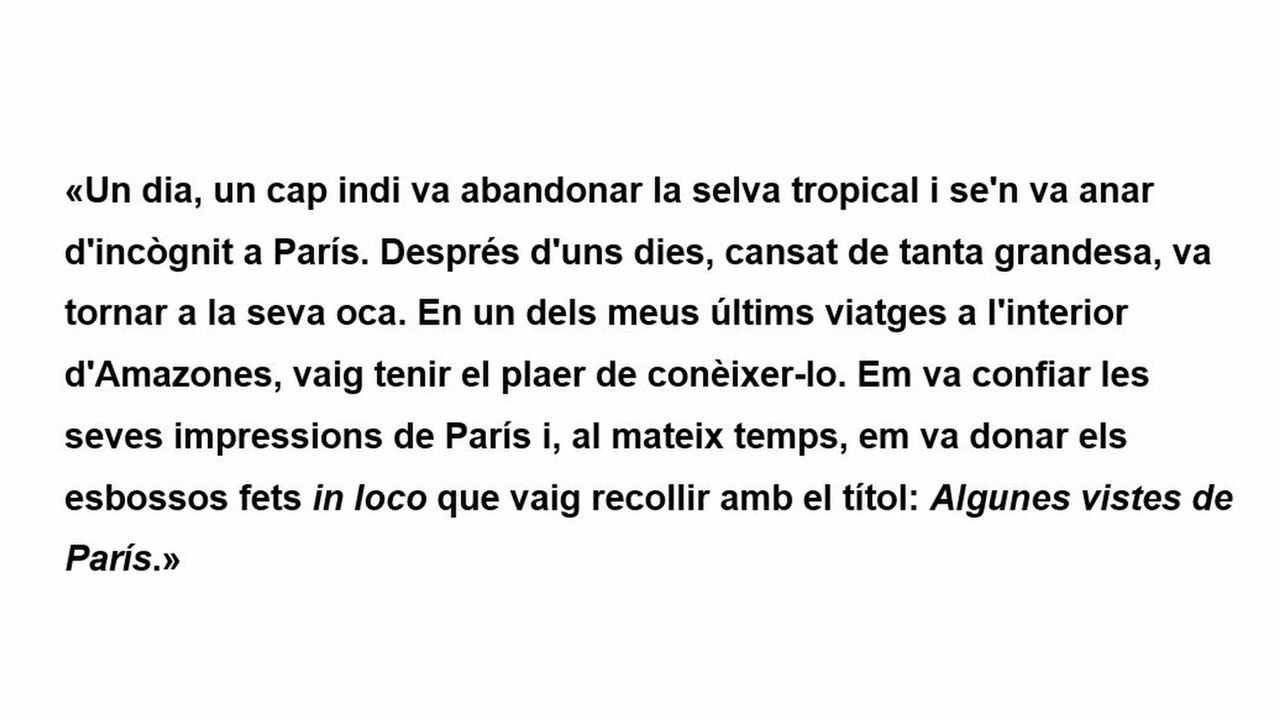 «Un dia, un cap indi va abandonar la selva tropical i se'n va anar
d'incògnit a París. Després d'uns dies, cansat de tanta grandesa, va
tornar a la seva oca. En un dels meus últims viatges a l'interior
d'Amazones, vaig tenir el plaer de conèixer-lo. Em va confiar les
seves impressions de París i, al mateix temps, em va donar els
esbossos fets in loco que vaig recollir amb el títol: Algunes vistes de
París.»